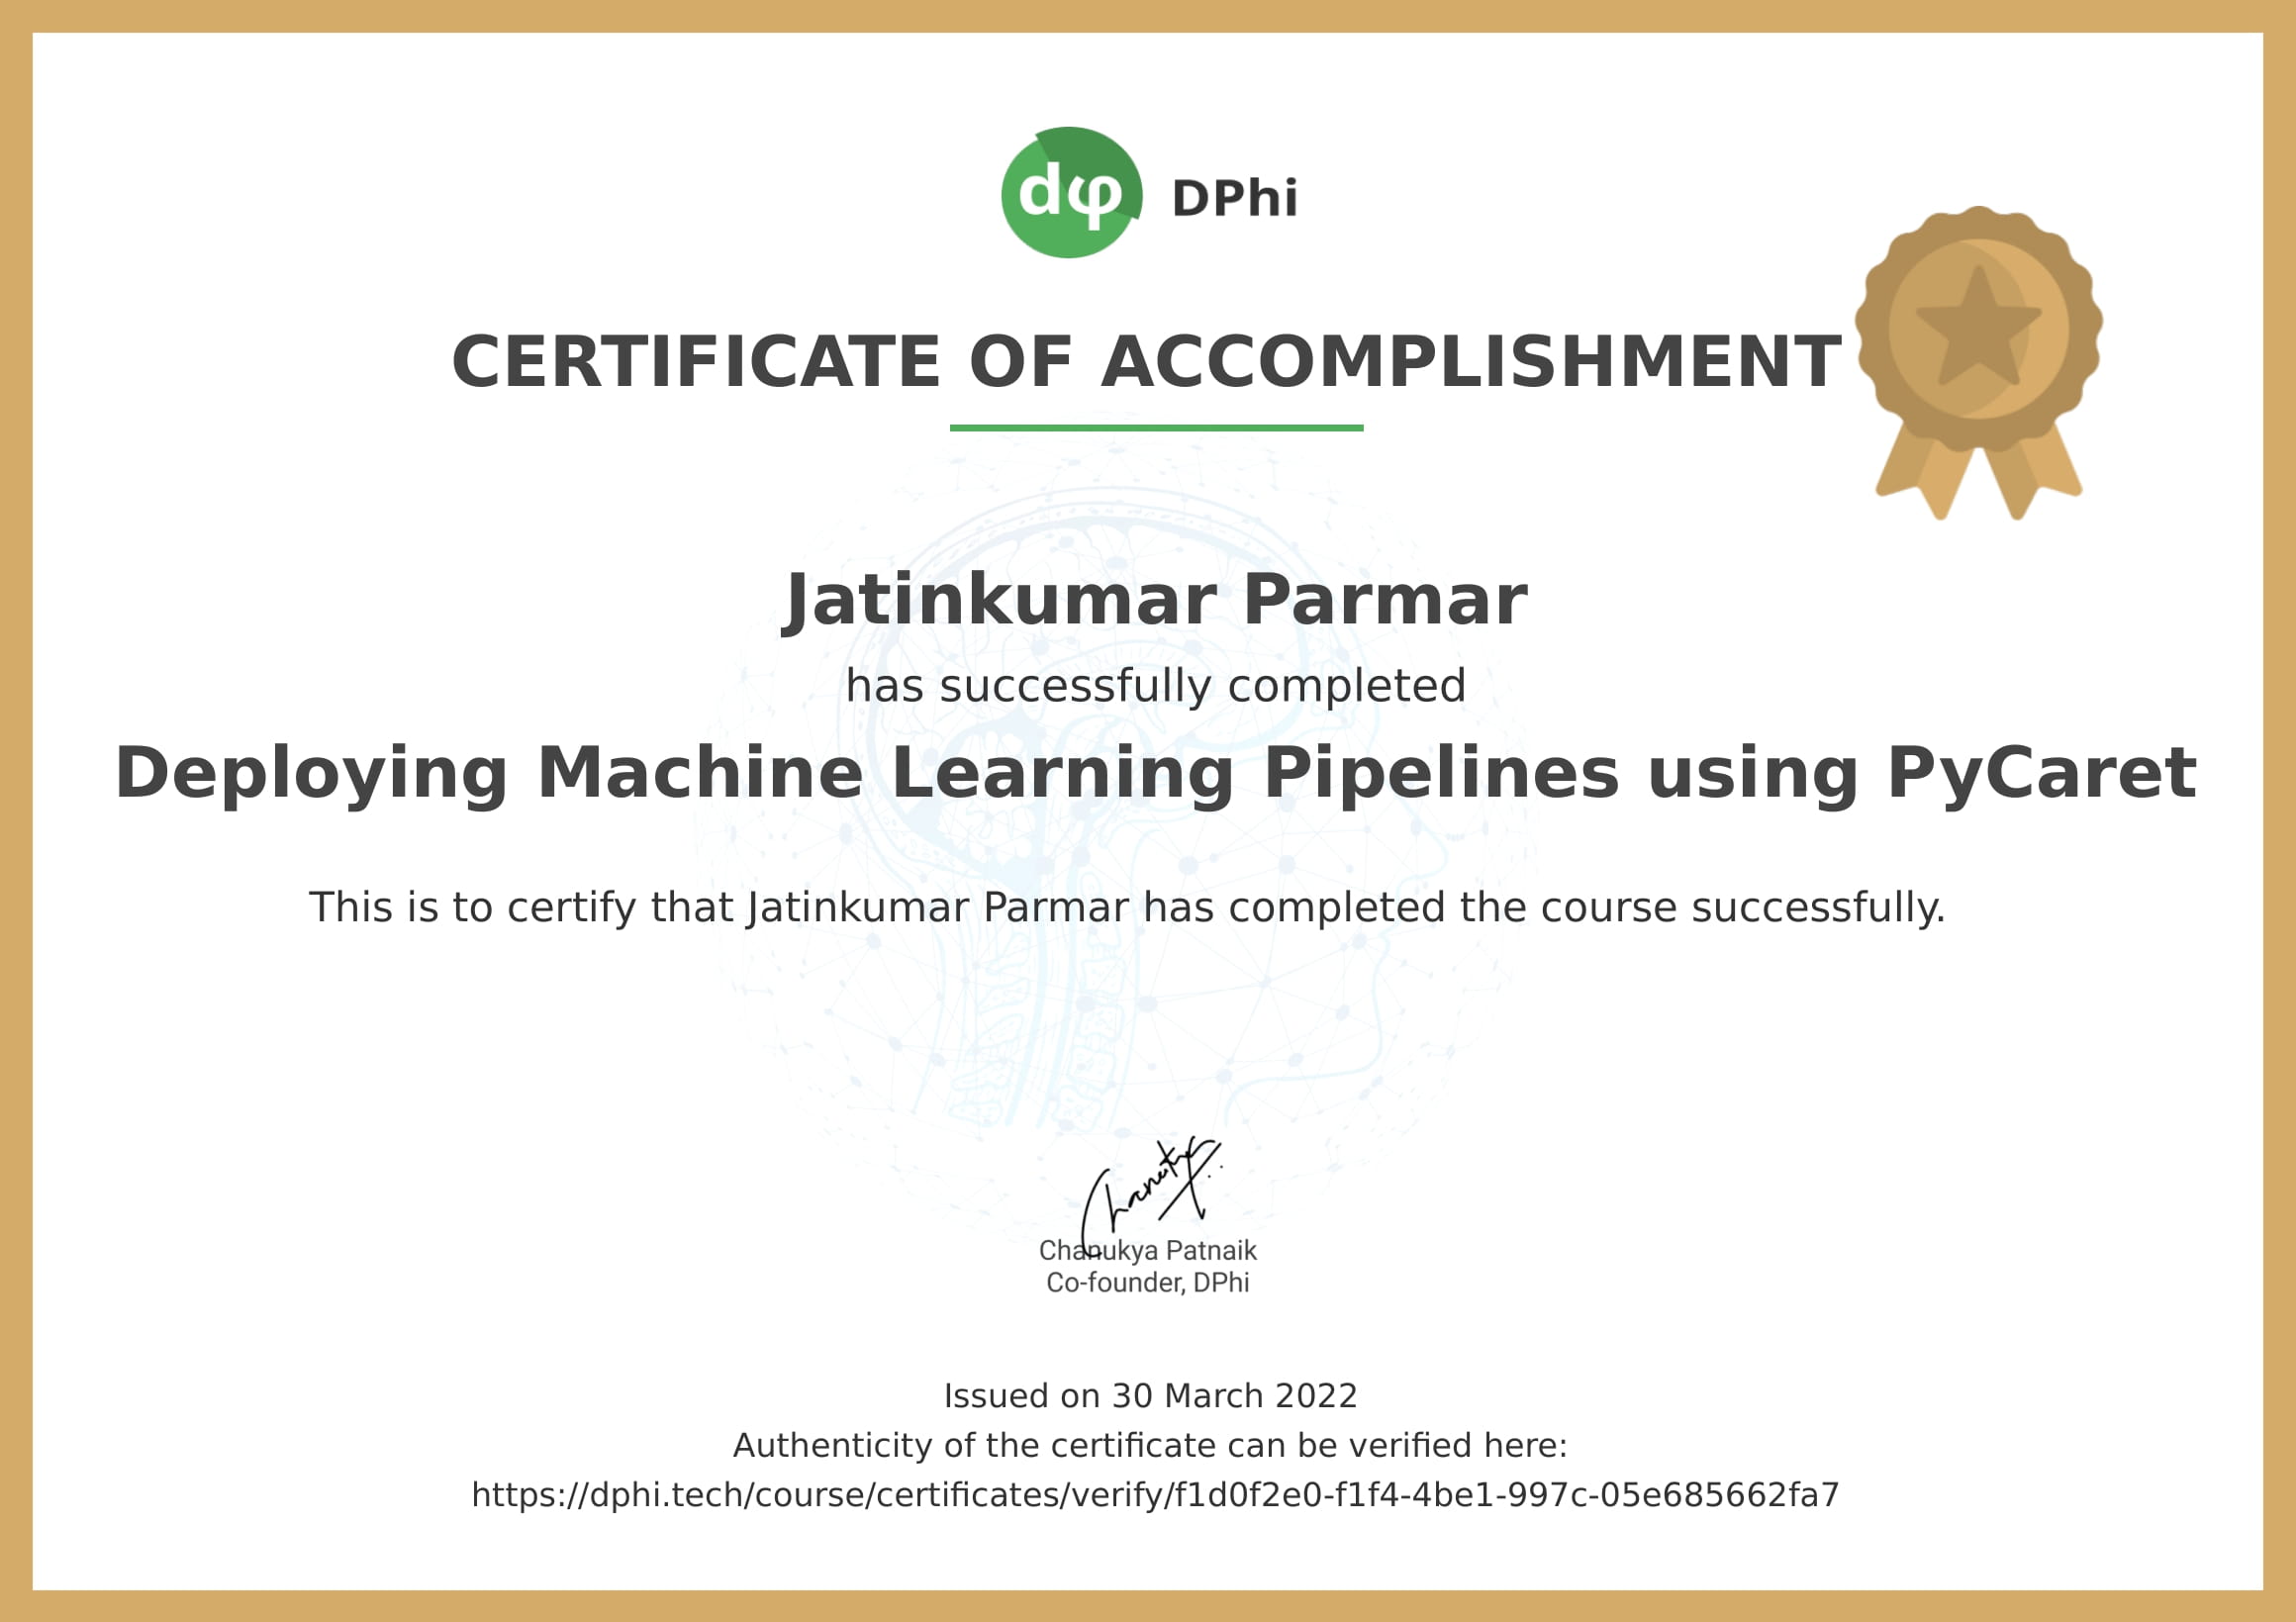 dφ DPhi
CERTIFICATE OF ACCOMPLISHMENT
Jatinkumar Parmar
has successfully completed
Deploying Machine Learning Pipelines using PyCaret
This is to certify that Jatinkumar Parmar has completed the course successfully.
Chanukya Patnaik
Co-founder, DPhi
Issued on 30 March 2022
Authenticity of the certificate can be verified here:
https://dphi.tech/course/certificates/verify/f1d0f2e0-f1f4-4be1-997c-05e685662fa7